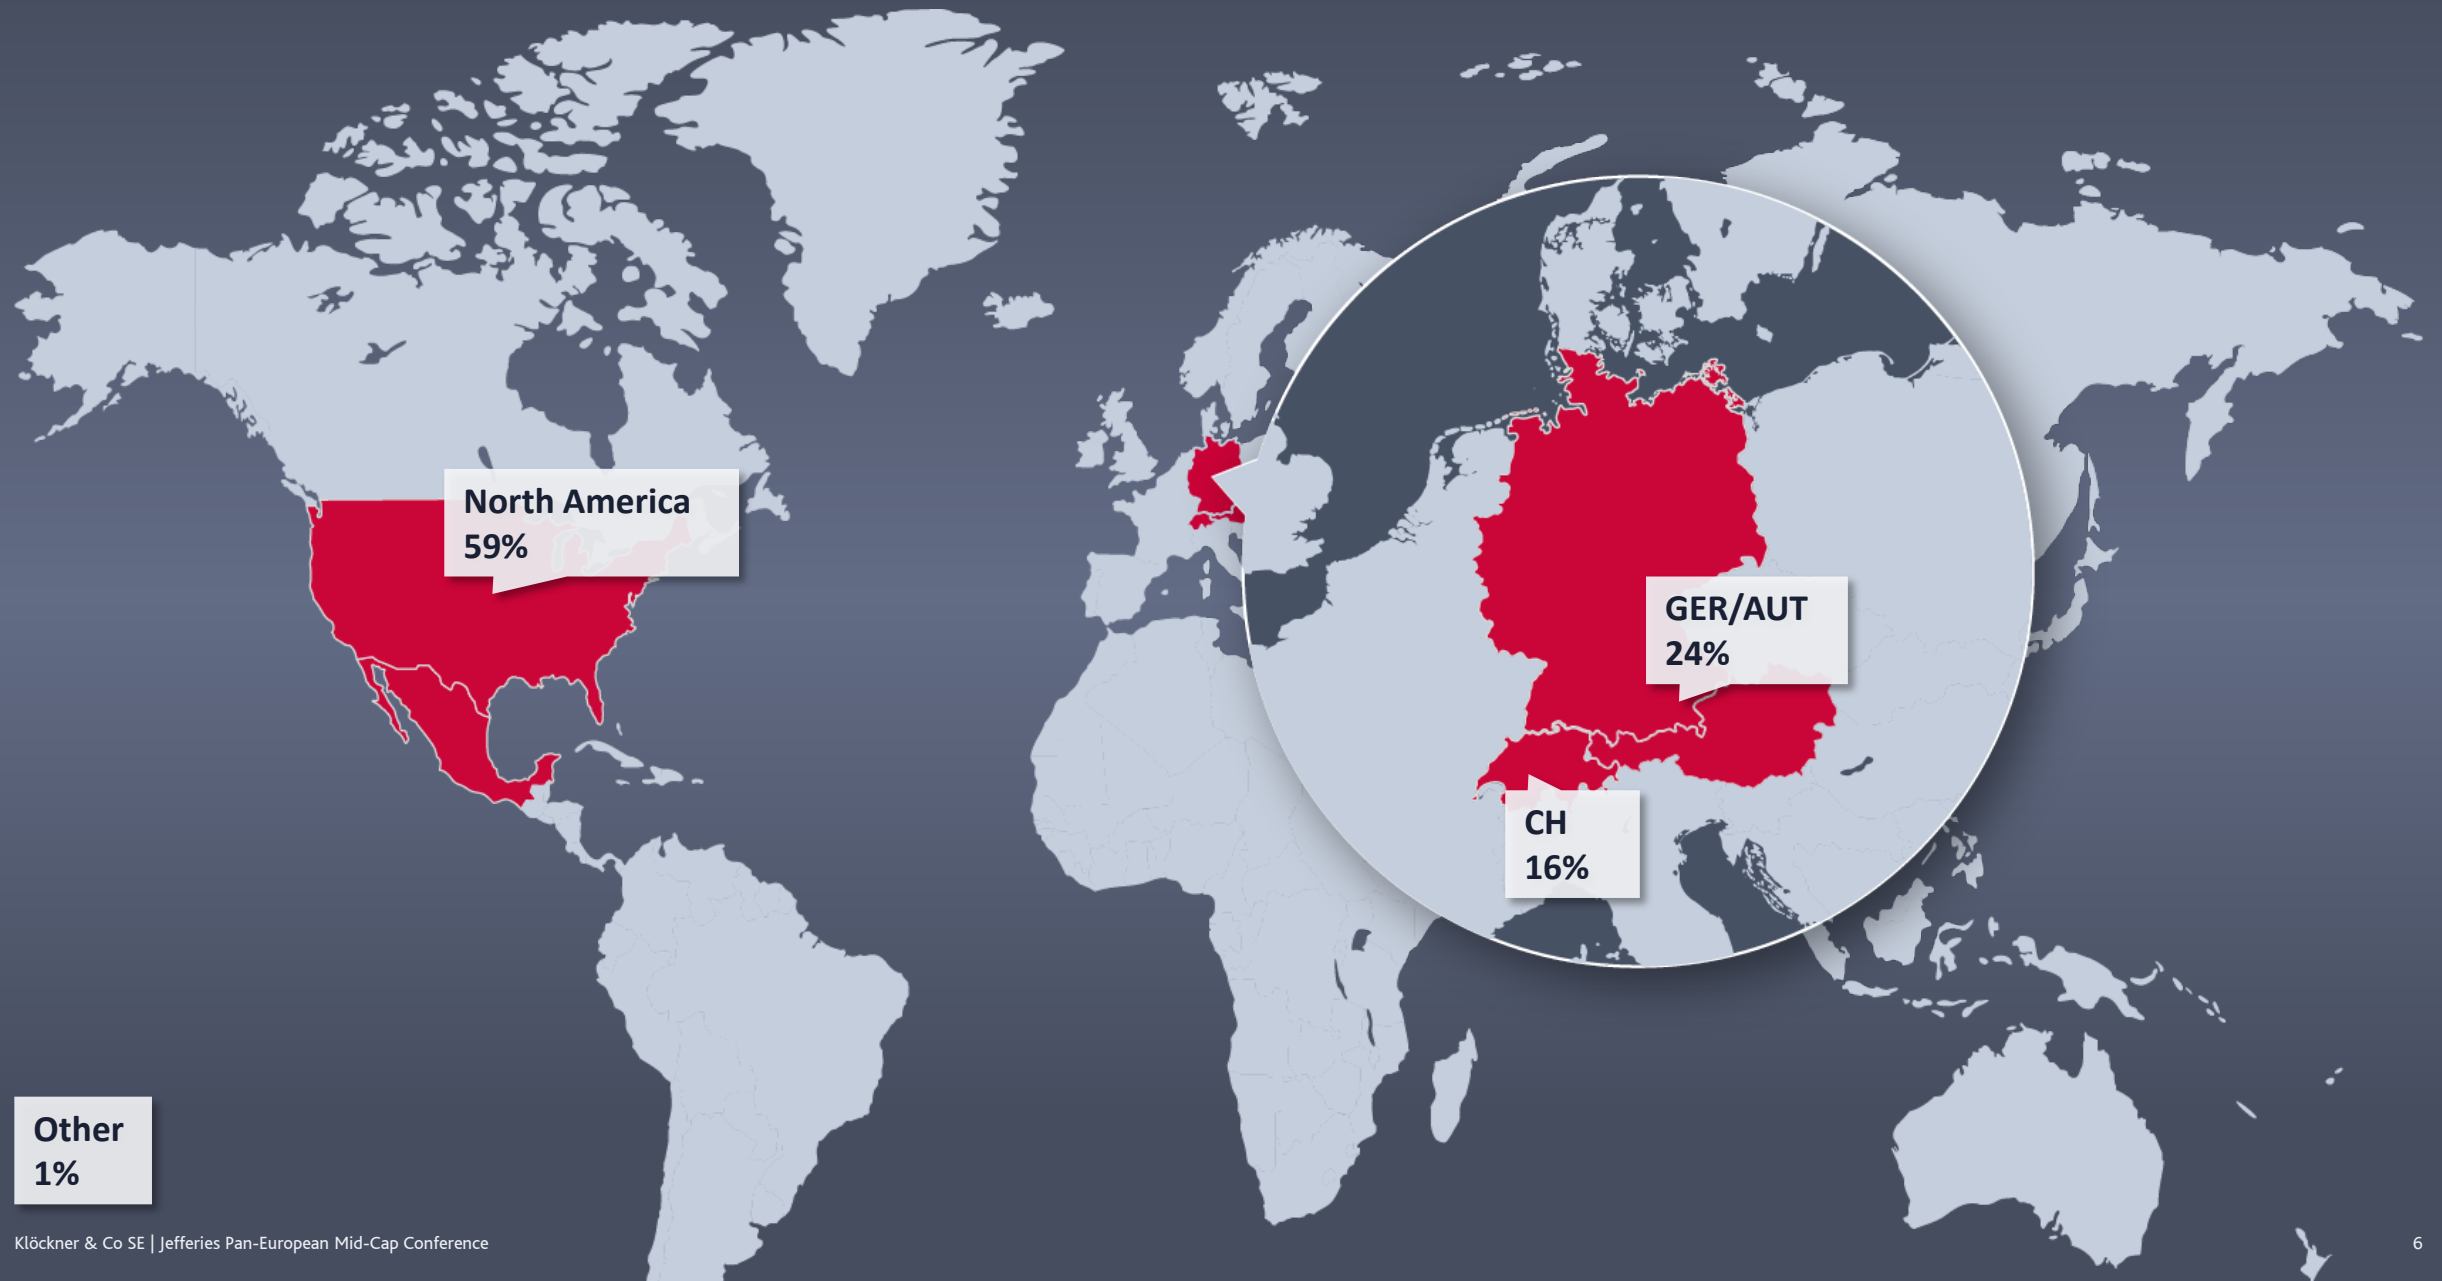 North America
59%
GER/AUT
24%
CH
16%
Other
1%
Klöckner & Co SE | Jefferies Pan-European Mid-Cap Conference
6